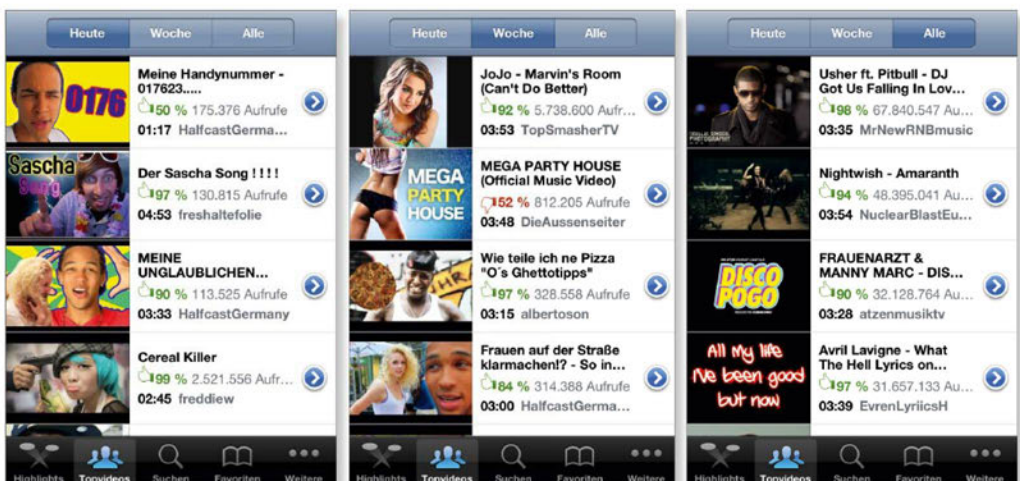 Heute Woche Alle
0176
Meine Handynummer -
017623.....
50 % 175.376 Aufrufe
01:17 HalfcastGerma...
Sascha
Song
Der Sascha Song ! ! ! !
97 % 130.815 Aufrufe
04:53 freshaltefolie
MEINE
UNGLAUBLICHEN...
90 % 113.525 Aufrufe
03:33 HalfcastGermany
Cereal Killer
99 % 2.521.556 Aufr...
02:45 freddiew
Highlights Topvideos Suchen Favoriten Weitere
Heute Woche Alle
JoJo - Marvin's Room
(Can't Do Better)
92 % 5.738.600 Aufr...
03:53 TopSmasherTV
MEGA
PARTY
HOUSE
MEGA PARTY HOUSE
(Official Music Video)
52 % 812.205 Aufrufe
03:48 DieAussenseiter
Wie teile ich ne Pizza
"O´s Ghettotipps"
97 % 328.558 Aufrufe
03:15 albertoson
Frauen auf der Straße
klarmachen!? - So in...
84 % 314.388 Aufrufe
03:00 HalfcastGerma...
Highlights Topvideos Suchen Favoriten Weitere
Heute Woche Alle
Usher ft. Pitbull - DJ
Got Us Falling In Lov...
98 % 67.840.547 Au...
03:35 MrNewRNBmusic
Nightwish - Amaranth
94 % 48.395.041 Au...
03:54 NuclearBlastEu...
DISCO
POGO
FRAUENARZT &
MANNY MARC - DIS...
90 % 32.128.764 Au...
03:28 atzenmusiktv
All My life
I've been good
but now
Avril Lavigne - What
The Hell Lyrics on...
97 % 31.657.133 Au...
03:39 EvrenLyriicsH
Highlights Topvideos Suchen Favoriten Weitere